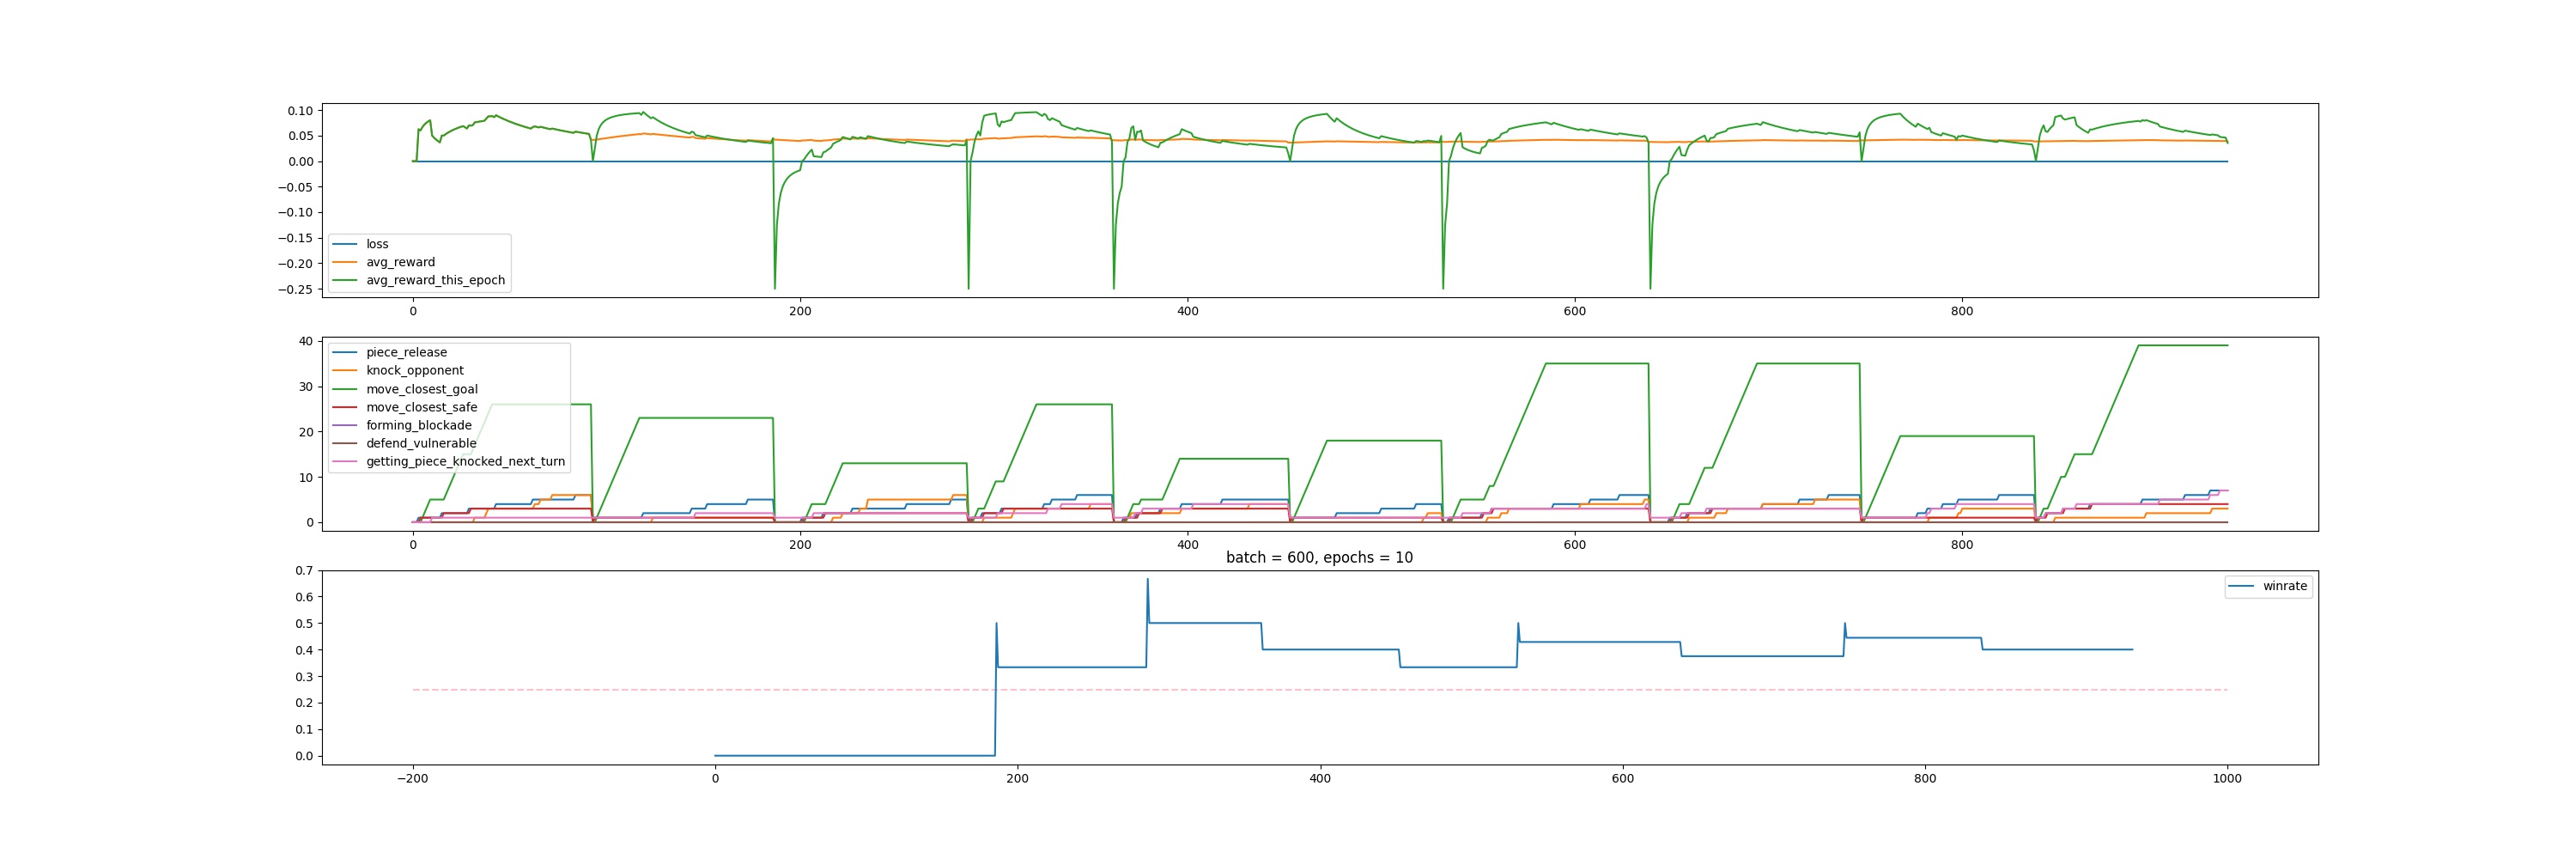 0.10
0.05
0.00
−0.05
−0.10
−0.15
−0.20
−0.25
loss
avg_reward
avg_reward_this_epoch
0 200 400 600 800
40
30
20
10
0
piece_release
knock_opponent
move_closest_goal
move_closest_safe
forming_blockade
defend_vulnerable
getting_piece_knocked_next_turn
0 200 400 600 800
batch = 600, epochs = 10
0.7
0.6
0.5
0.4
0.3
0.2
0.1
0.0
winrate
−200 0 200 400 600 800 1000